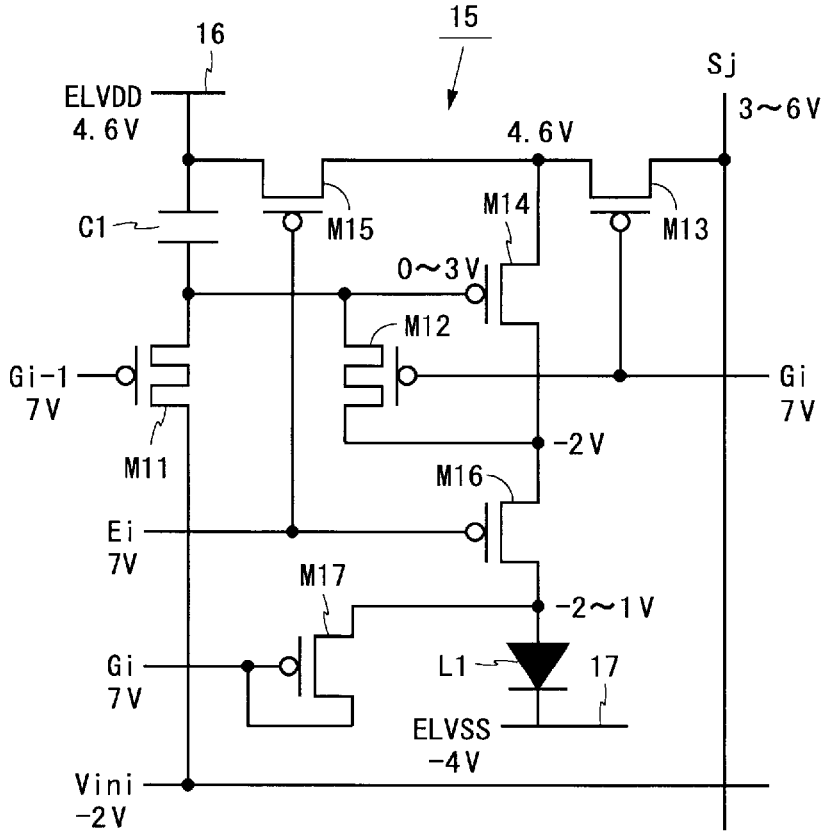 16
15
Sj
ELVDD
4.6V
3～6V
4.6V
M14
C1
M15
M13
0～3V
M12
Gi-1
7V
Gi
7V
M11
-2V
M16
Ei
7V
M17
-2～1V
Gi
7V
L1
17
ELVSS
-4V
Vini
-2V